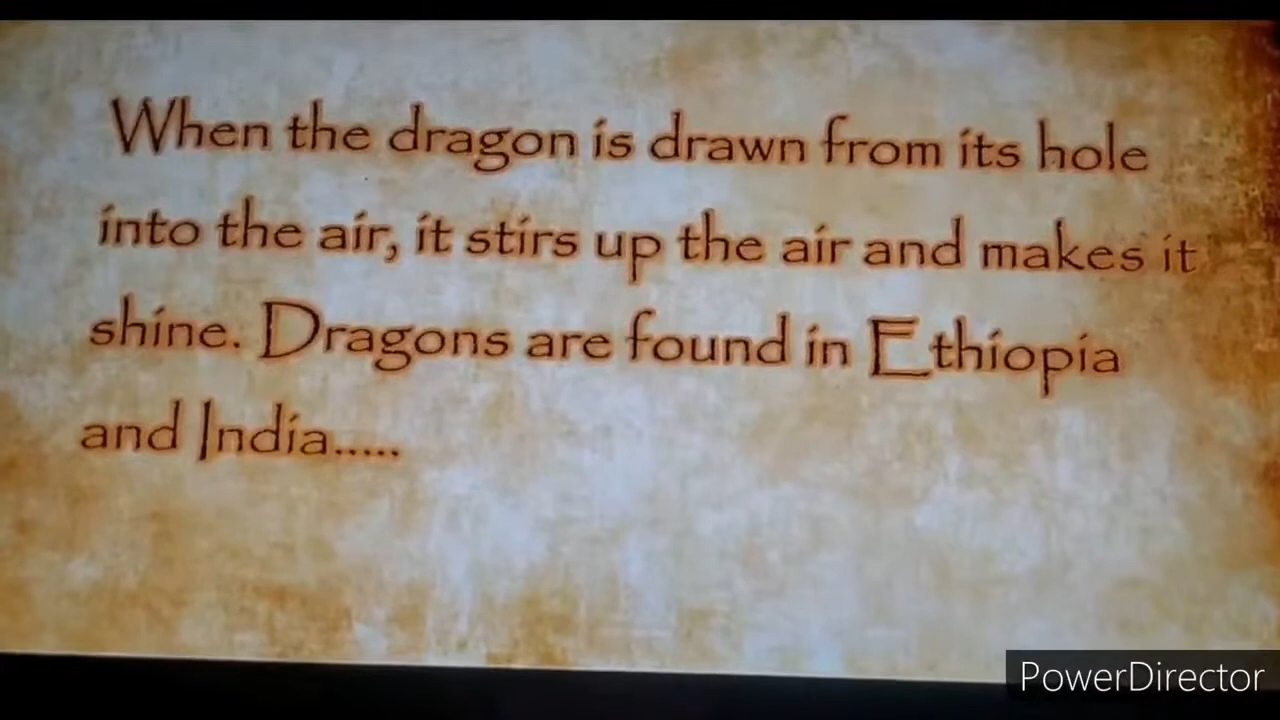 When the dragon is drawn from its hole
into the air, it stirs up the air and makes it
shine. Dragons are found in Ethiopia
and India.....
PowerDirector